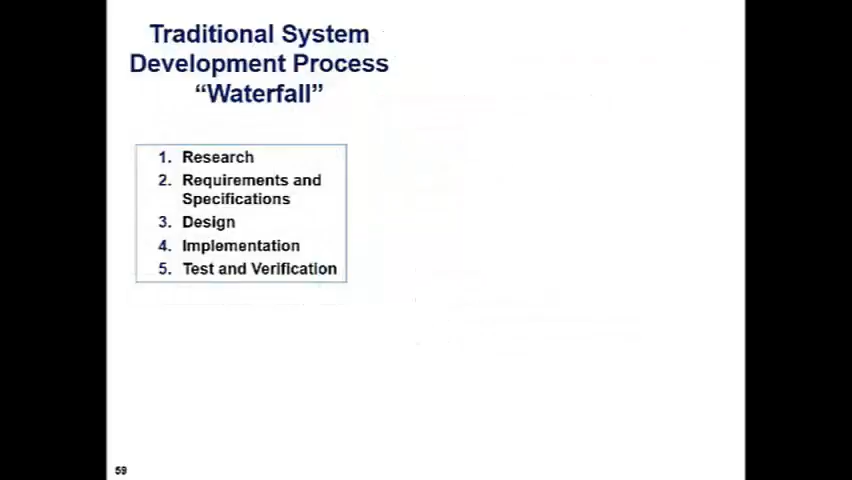 Traditional System
Development Process
“Waterfall”
1. Research
2. Requirements and
Specifications
3. Design
4. Implementation
5. Test and Verification
59